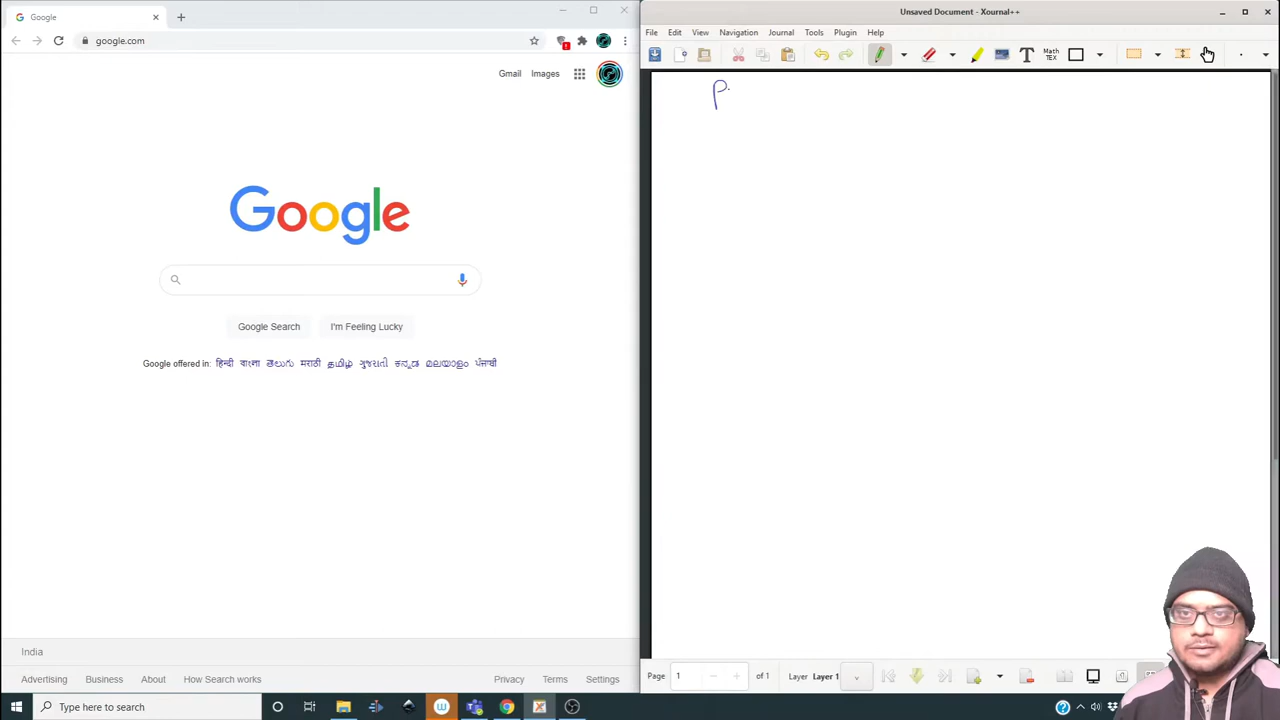 Google
google.com
Gmail
Images
Google
Google Search
I'm Feeling Lucky
Google offered in: हिन्दी বাংলা తెలుగు मराठी தமிழ் ગુજરાતી ಕನ್ನಡ മലയാളം ਪੰਜਾਬੀ
India
Advertising Business About How Search works
Privacy Terms Settings
Type here to search
Unsaved Document - Xournal++
File Edit View Navigation Journal Tools Plugin Help
Math
TEX
P
Page 1 of 1 Layer Layer 1